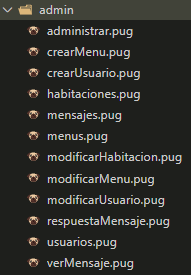 admin
administrar.pug
crearMenu.pug
crearUsuario.pug
habitaciones.pug
mensajes.pug
menus.pug
modificarHabitacion.pug
modificarMenu.pug
modificarUsuario.pug
respuestaMensaje.pug
usuarios.pug
verMensaje.pug